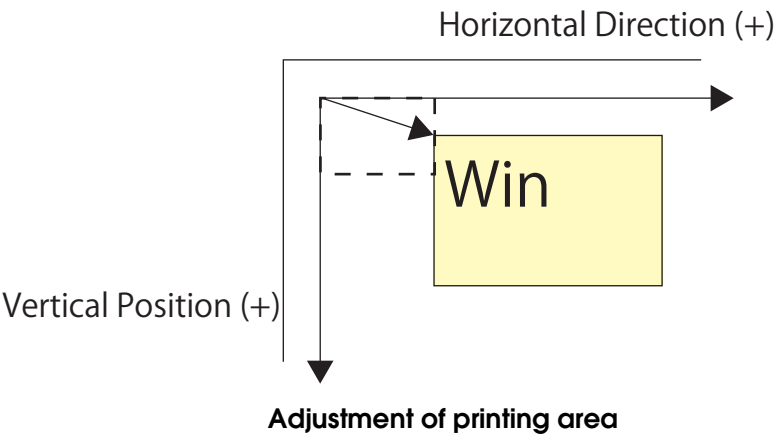 Horizontal Direction (+)
Win
Vertical Position (+)
Adjustment of printing area